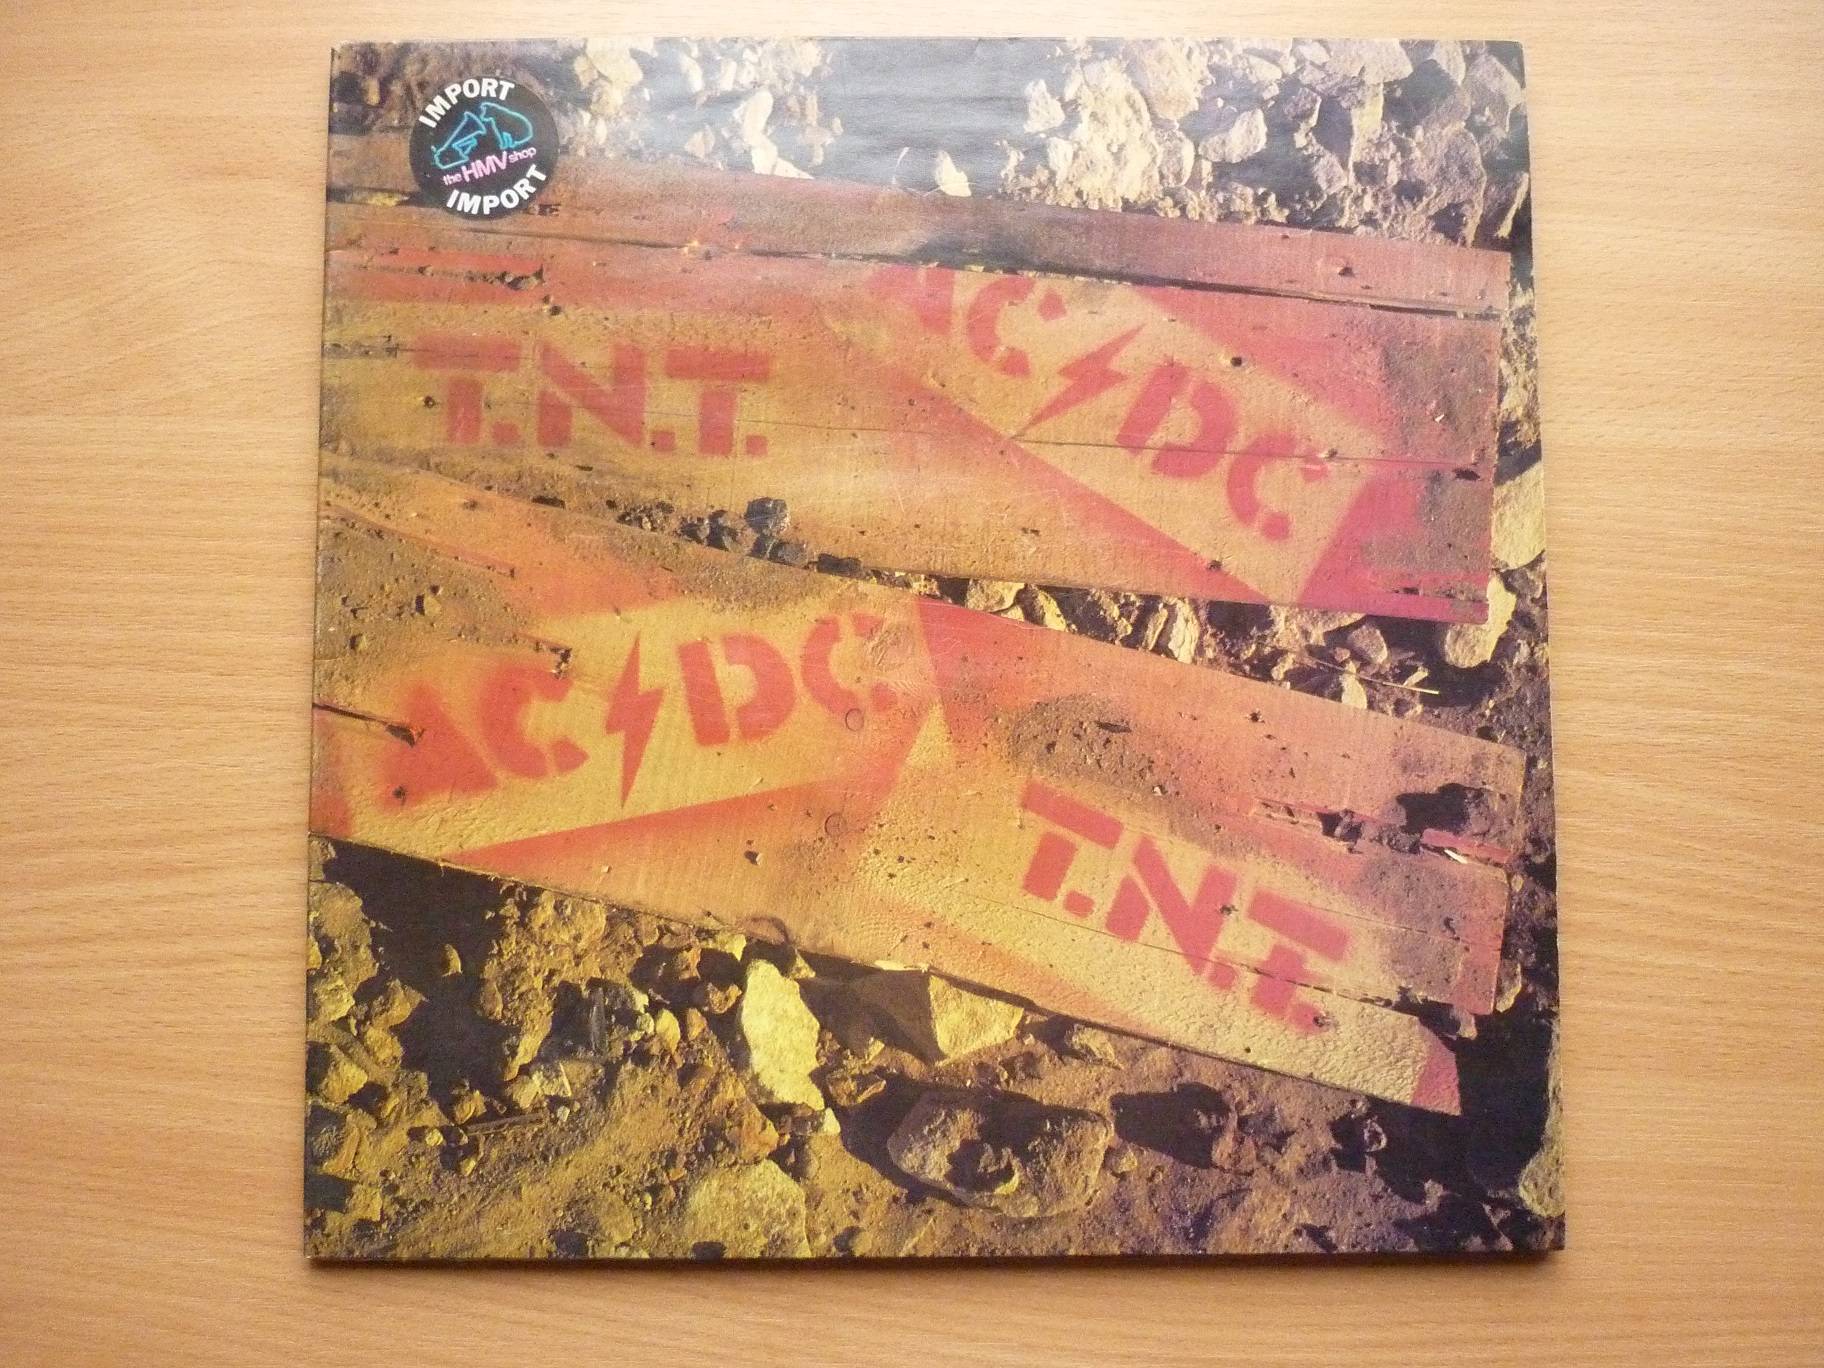 IMPORT
the HMV shop
IMPORT
AC/DC
T.N.T.
AC/DC
T.N.T.